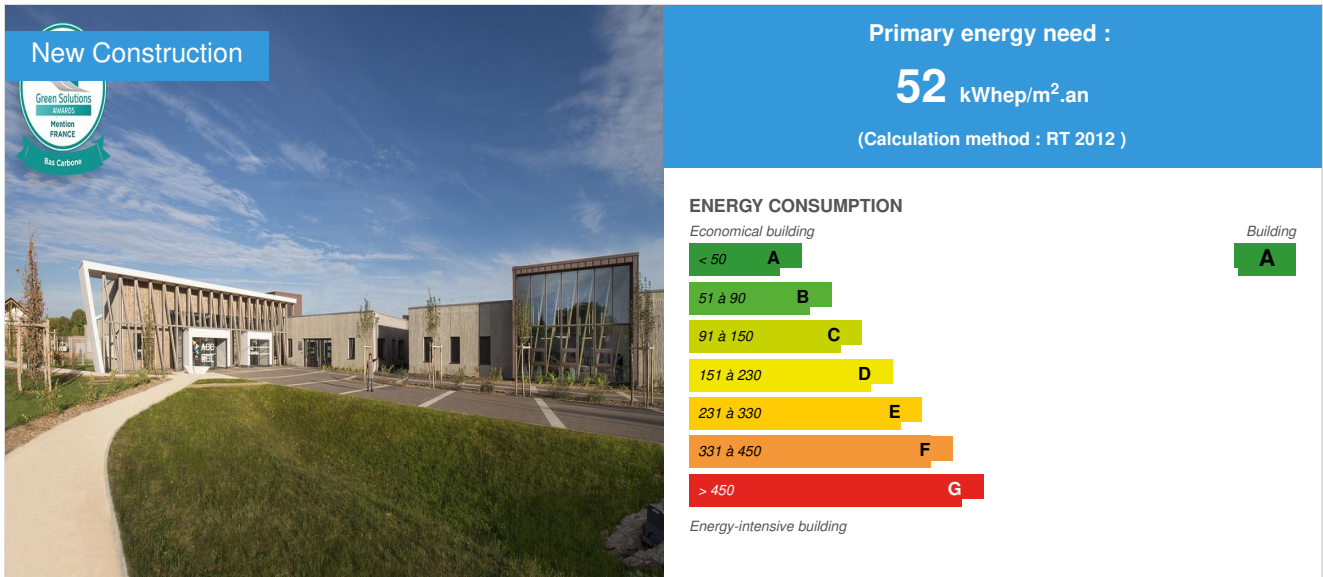 New Construction
Green Solutions
AWARDS
Mention
FRANCE
Bas Carbone
Primary energy need :
52 kWhep/m².an
(Calculation method : RT 2012 )
ENERGY CONSUMPTION
Economical building
Building
< 50 A
A
51 à 90 B
91 à 150 C
151 à 230 D
231 à 330 E
331 à 450 F
> 450 G
Energy-intensive building